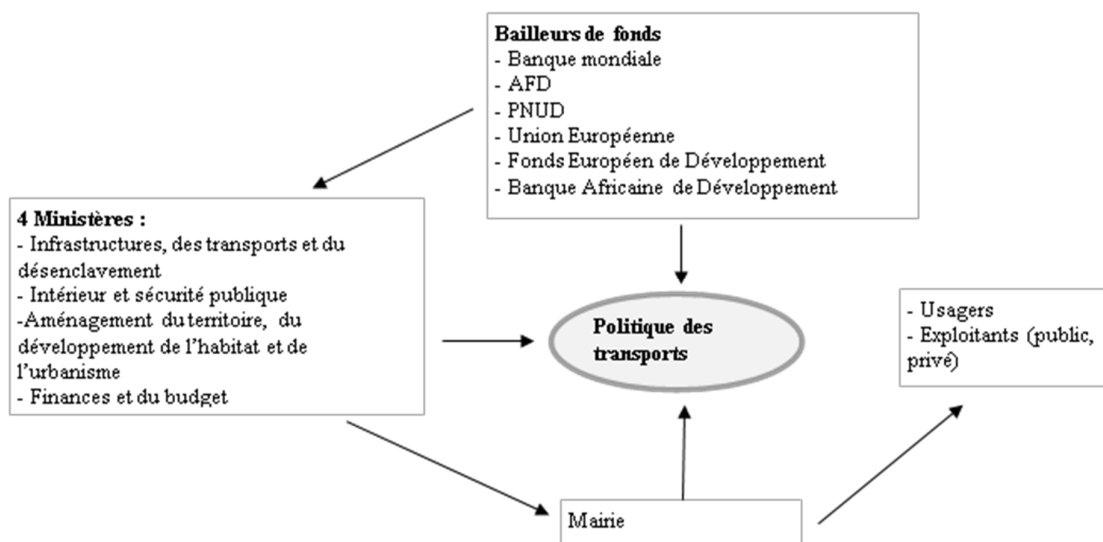 Bailleurs de fonds
- Banque mondiale
- AFD
- PNUD
- Union Européenne
- Fonds Européen de Développement
- Banque Africaine de Développement
4 Ministères :
- Infrastructures, des transports et du
désenclavement
- Intérieur et sécurité publique
-Aménagement du territoire, du
développement de l'habitat et de
l'urbanisme
- Finances et du budget
Politique des
transports
- Usagers
- Exploitants (public,
privé)
Mairie